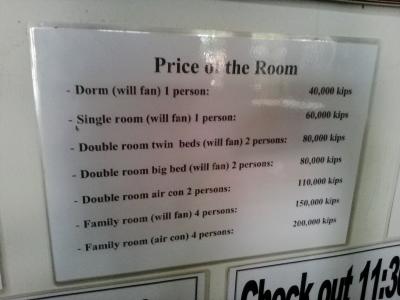 Price of the Room
- Dorm (will fan) 1 person: 40,000 kips
- Single room (will fan) 1 person: 60,000 kips
- Double room twin beds (will fan) 2 persons: 80,000 kips
- Double room big bed (will fan) 2 persons: 80,000 kips
- Double room air con 2 persons: 110,000 kips
- Family room (will fan) 4 persons: 150,000 kips
- Family room (air con) 4 persons: 200,000 kips
Check out 11:30